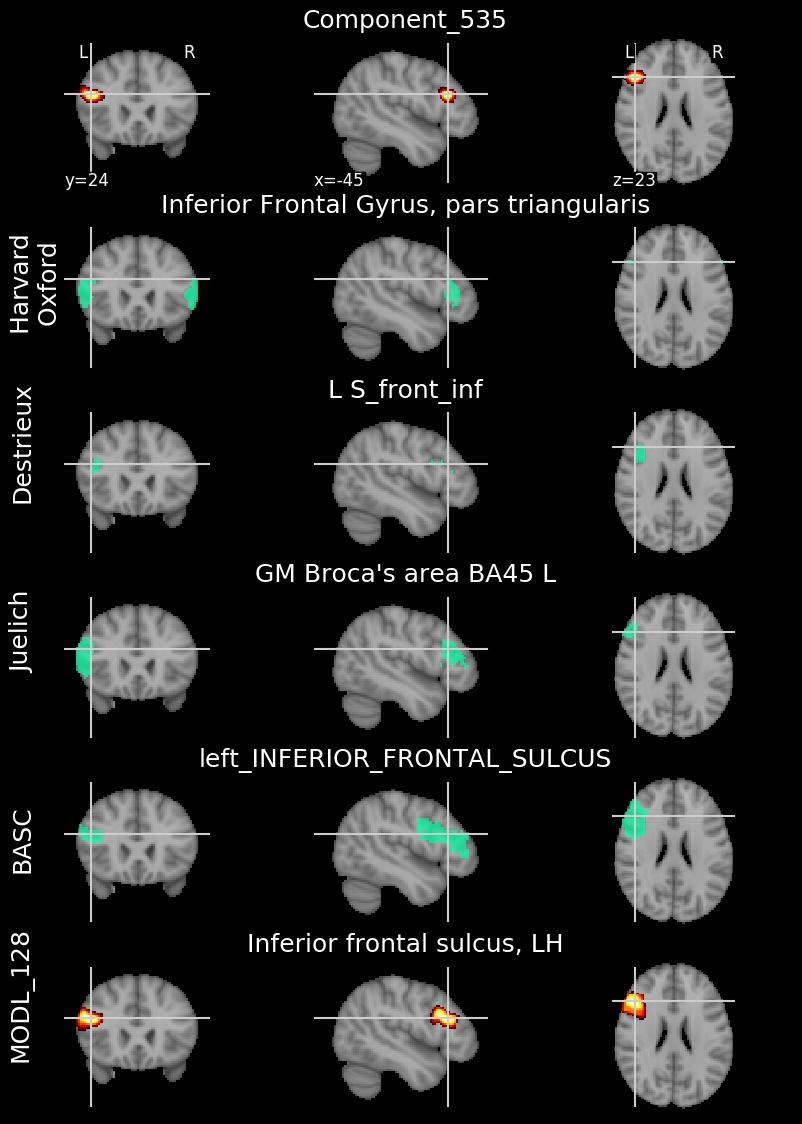 Component_535
L R
L R
y=24
x=-45
z=23
Inferior Frontal Gyrus, pars triangularis
Harvard
Oxford
L S_front_inf
Destrieux
GM Broca's area BA45 L
Juelich
left_INFERIOR_FRONTAL_SULCUS
BASC
Inferior frontal sulcus, LH
MODL_128